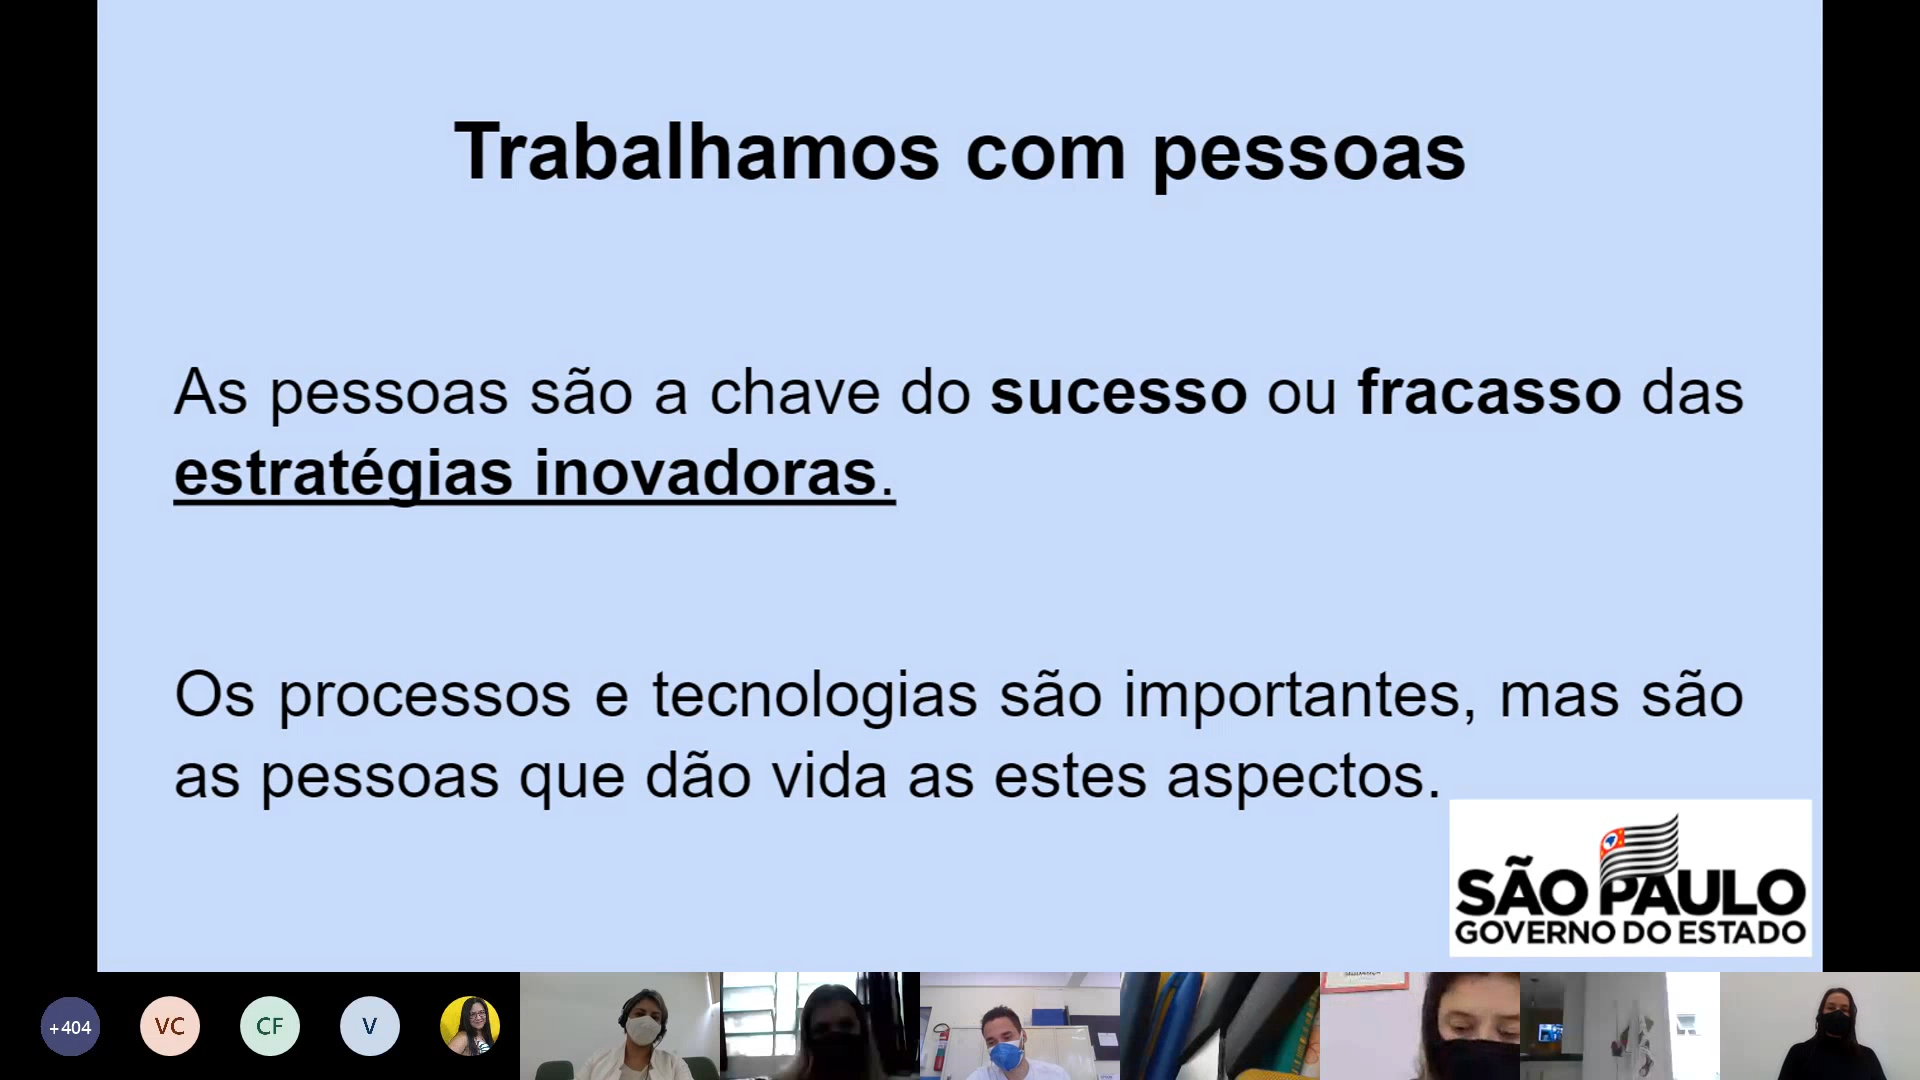 Trabalhamos com pessoas
As pessoas são a chave do sucesso ou fracasso das
estratégias inovadoras.
Os processos e tecnologias são importantes, mas são
as pessoas que dão vida as estes aspectos.
SÃO PAULO
GOVERNO DO ESTADO
+404
VC
CF
V